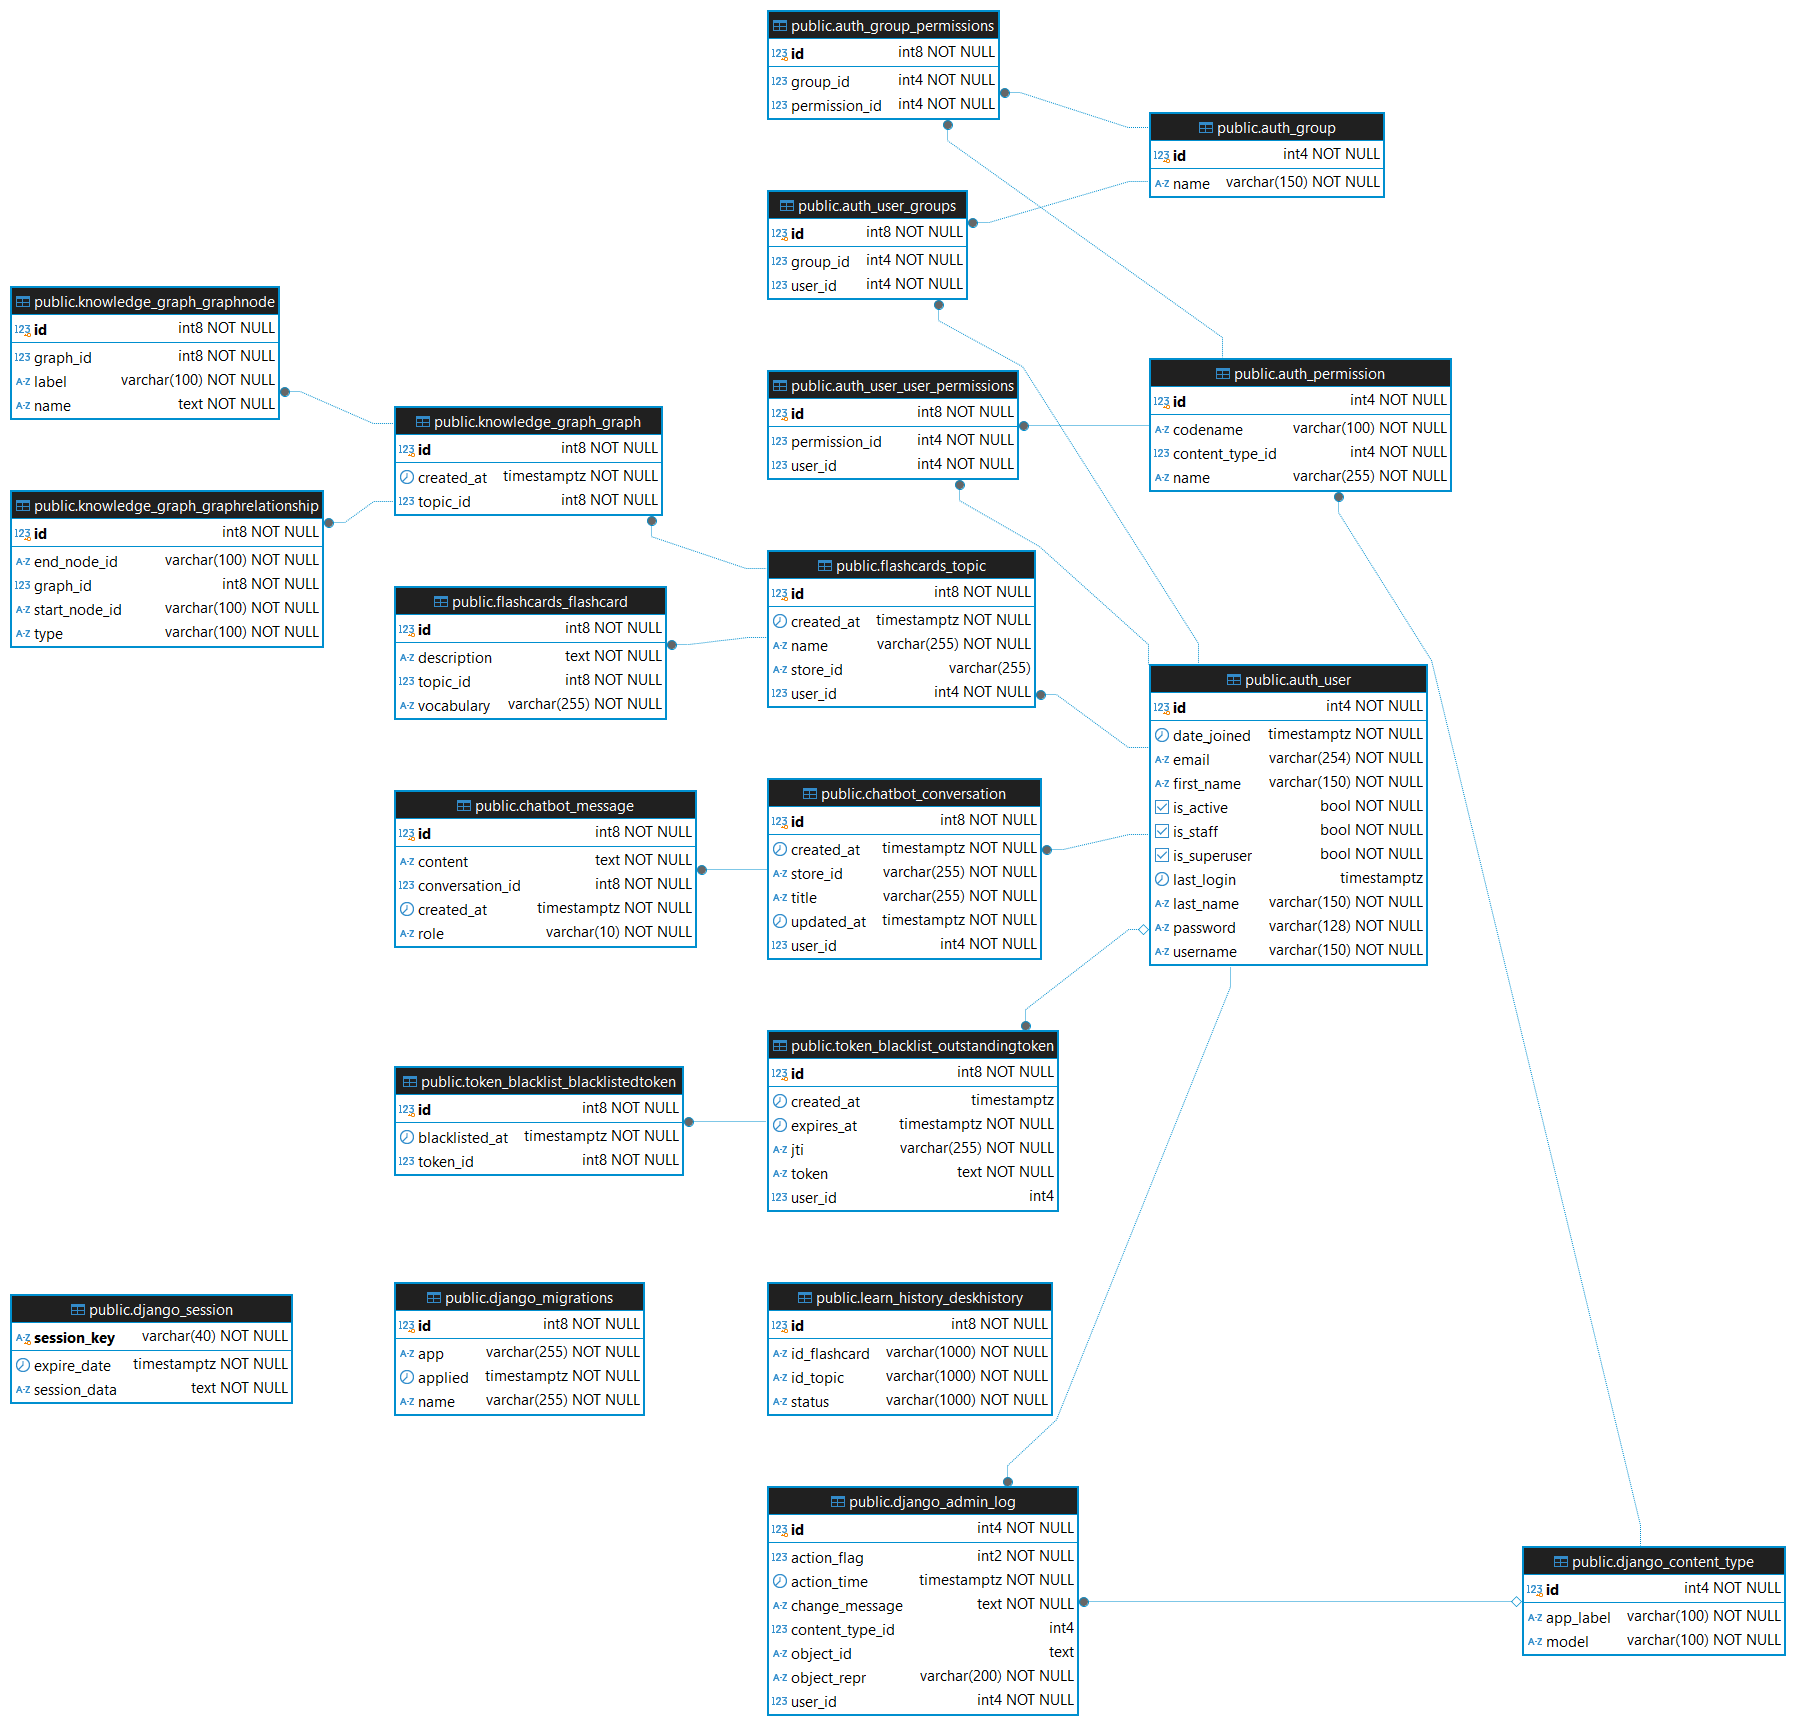 public.auth_group_permissions
id int8 NOT NULL
group_id int4 NOT NULL
permission_id int4 NOT NULL
public.auth_group
id int4 NOT NULL
name varchar(150) NOT NULL
public.auth_user_groups
id int8 NOT NULL
group_id int4 NOT NULL
user_id int4 NOT NULL
public.knowledge_graph_graphnode
id int8 NOT NULL
graph_id int8 NOT NULL
label varchar(100) NOT NULL
name text NOT NULL
public.auth_user_user_permissions
id int8 NOT NULL
permission_id int4 NOT NULL
user_id int4 NOT NULL
public.auth_permission
id int4 NOT NULL
codename varchar(100) NOT NULL
content_type_id int4 NOT NULL
name varchar(255) NOT NULL
public.knowledge_graph_graph
id int8 NOT NULL
created_at timestamptz NOT NULL
topic_id int8 NOT NULL
public.knowledge_graph_graphrelationship
id int8 NOT NULL
end_node_id varchar(100) NOT NULL
graph_id int8 NOT NULL
start_node_id varchar(100) NOT NULL
type varchar(100) NOT NULL
public.flashcards_topic
id int8 NOT NULL
created_at timestamptz NOT NULL
name varchar(255) NOT NULL
store_id varchar(255)
user_id int4 NOT NULL
public.flashcards_flashcard
id int8 NOT NULL
description text NOT NULL
topic_id int8 NOT NULL
vocabulary varchar(255) NOT NULL
public.auth_user
id int4 NOT NULL
date_joined timestamptz NOT NULL
email varchar(254) NOT NULL
first_name varchar(150) NOT NULL
is_active bool NOT NULL
is_staff bool NOT NULL
is_superuser bool NOT NULL
last_login timestamptz
last_name varchar(150) NOT NULL
password varchar(128) NOT NULL
username varchar(150) NOT NULL
public.chatbot_message
id int8 NOT NULL
content text NOT NULL
conversation_id int8 NOT NULL
created_at timestamptz NOT NULL
role varchar(10) NOT NULL
public.chatbot_conversation
id int8 NOT NULL
created_at timestamptz NOT NULL
store_id varchar(255) NOT NULL
title varchar(255) NOT NULL
updated_at timestamptz NOT NULL
user_id int4 NOT NULL
public.token_blacklist_blacklistedtoken
id int8 NOT NULL
blacklisted_at timestamptz NOT NULL
token_id int8 NOT NULL
public.token_blacklist_outstandingtoken
id int8 NOT NULL
created_at timestamptz
expires_at timestamptz NOT NULL
jti varchar(255) NOT NULL
token text NOT NULL
user_id int4
public.django_session
session_key varchar(40) NOT NULL
expire_date timestamptz NOT NULL
session_data text NOT NULL
public.django_migrations
id int8 NOT NULL
app varchar(255) NOT NULL
applied timestamptz NOT NULL
name varchar(255) NOT NULL
public.learn_history_deskhistory
id int8 NOT NULL
id_flashcard varchar(1000) NOT NULL
id_topic varchar(1000) NOT NULL
status varchar(1000) NOT NULL
public.django_admin_log
id int4 NOT NULL
action_flag int2 NOT NULL
action_time timestamptz NOT NULL
change_message text NOT NULL
content_type_id int4
object_id text
object_repr varchar(200) NOT NULL
user_id int4 NOT NULL
public.django_content_type
id int4 NOT NULL
app_label varchar(100) NOT NULL
model varchar(100) NOT NULL